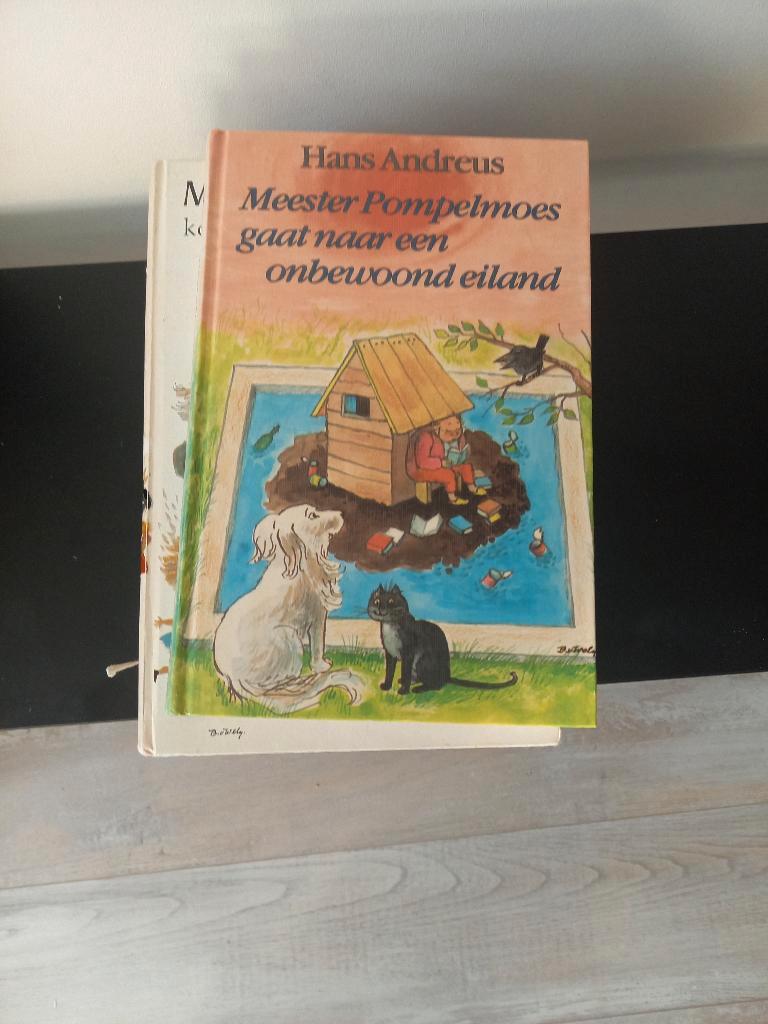 Hans Andreus
Meester Pompelmoes
gaat naar een
onbewoond eiland
M